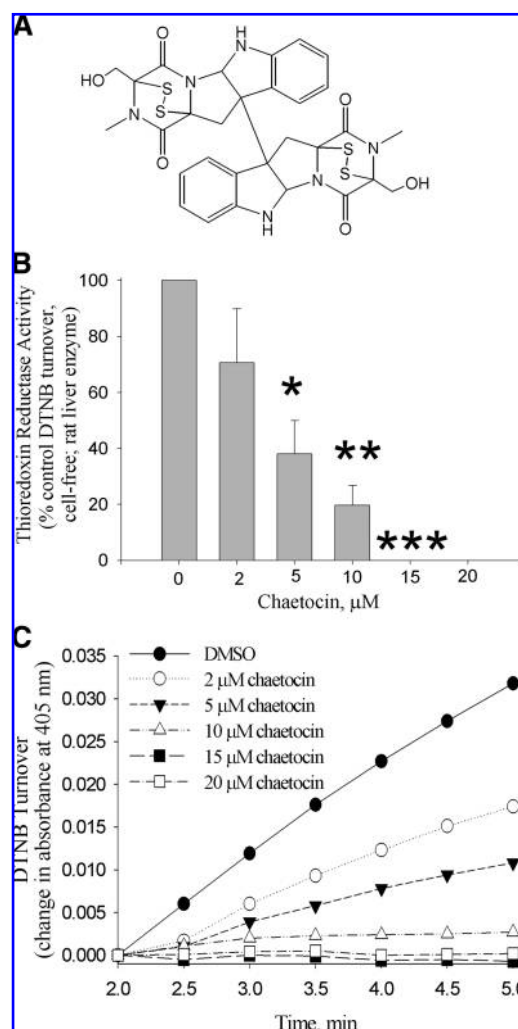 A
O
H
N
HO
N
S
S
N
O
O
N
S
S
N
OH
N
H
O
B
Thioredoxin Reductase Activity
(% control DTNB turnover,
cell-free; rat liver enzyme)
100
80
60
40
20
0
*
**
***
0 2 5 10 15 20
Chaetocin, μM
C
DTNB Turnover
(change in absorbance at 405 nm)
0.035
0.030
0.025
0.020
0.015
0.010
0.005
0.000
DMSO
2 μM chaetocin
5 μM chaetocin
10 μM chaetocin
15 μM chaetocin
20 μM chaetocin
2.0 2.5 3.0 3.5 4.0 4.5 5.0
Time, min